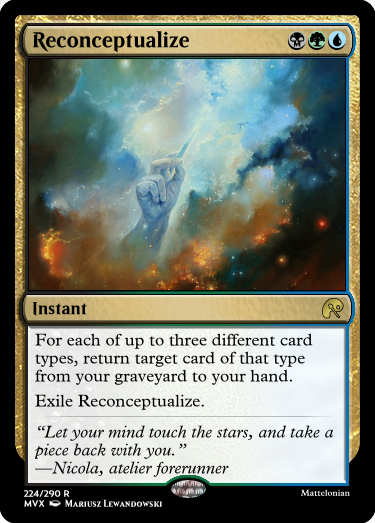 Reconceptualize
Instant
For each of up to three different card
types, return target card of that type
from your graveyard to your hand.
Exile Reconceptualize.
“Let your mind touch the stars, and take a
piece back with you.”
—Nicola, atelier forerunner
224/290 R
Mattelonian
MVX Mariusz Lewandowski